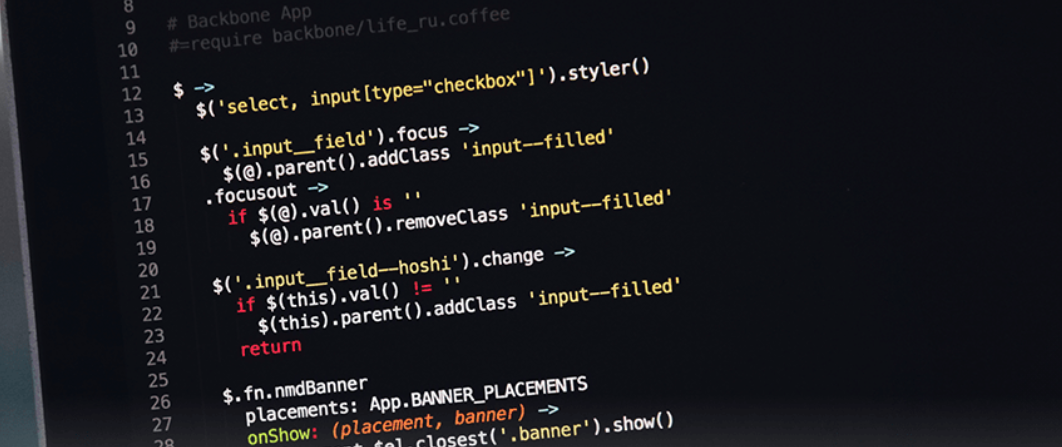 8
9 # Backbone App
10 #=require backbone/life_ru.coffee
11
12 $ ->
13 $('select, input[type="checkbox"]').styler()
14
15 $('.input__field').focus ->
16 $(@).parent().addClass 'input--filled'
17 .focusout ->
18 if $(@).val() is ''
19 $(@).parent().removeClass 'input--filled'
20
21 $('.input__field--hoshi').change ->
22 if $(this).val() != ''
23 $(this).parent().addClass 'input--filled'
24 return
25
26 $.fn.nmdBanner
27 placements: App.BANNER_PLACEMENTS
28 onShow: (placement, banner) ->
$el.closest('.banner').show()